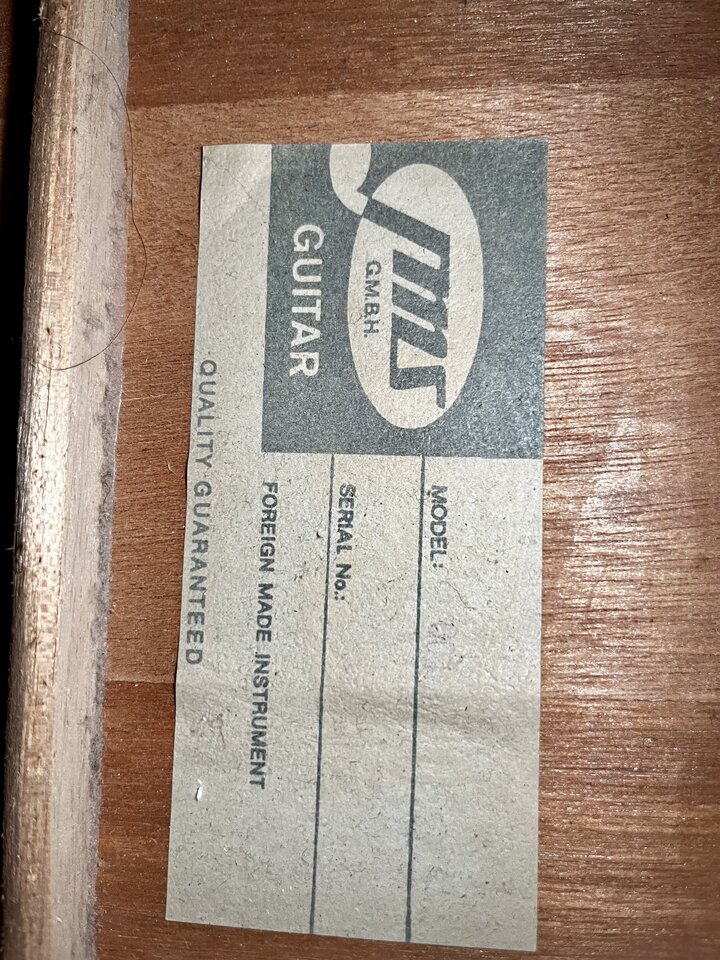 G.M.B.H.
GUITAR
MODEL:
SERIAL No.:
FOREIGN MADE INSTRUMENT
QUALITY GUARANTEED